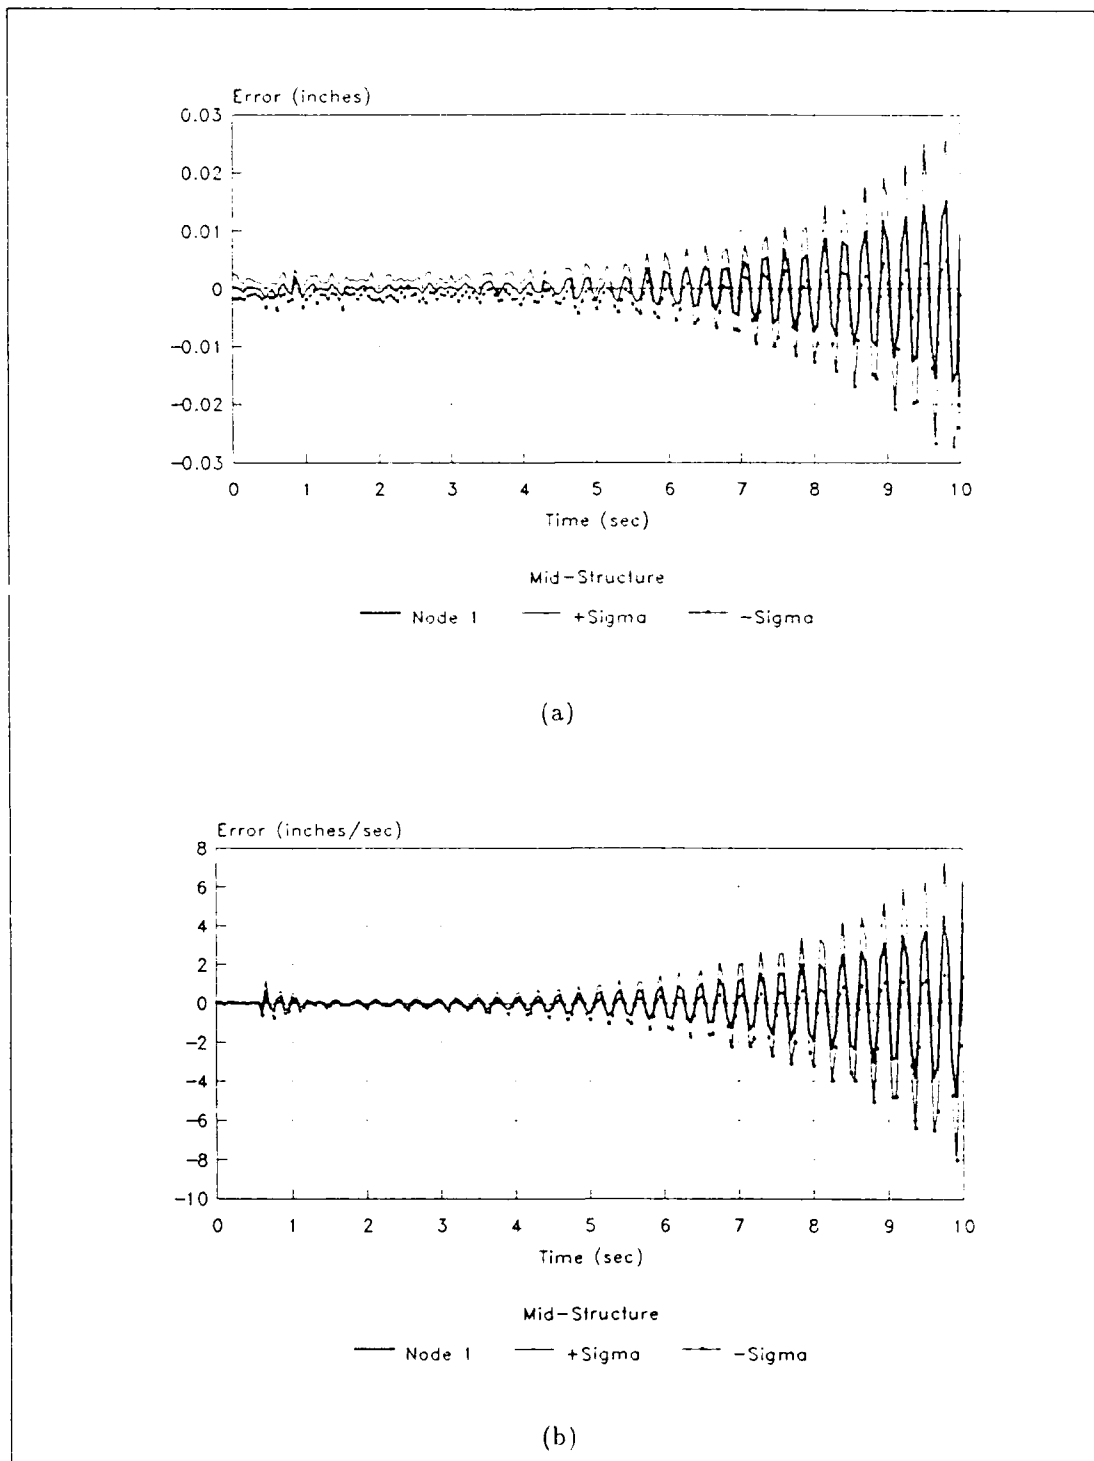 Error (inches)
0.03
0.02
0.01
0
-0.01
-0.02
-0.03
0 1 2 3 4 5 6 7 8 9 10
Time (sec)
Mid-Structure
Node 1 +Sigma -Sigma
(a)
Error (inches/sec)
8
6
4
2
0
-2
-4
-6
-8
-10
0 1 2 3 4 5 6 7 8 9 10
Time (sec)
Mid-Structure
Node 1 +Sigma -Sigma
(b)